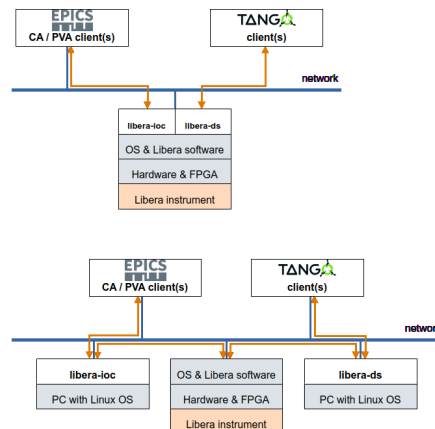 EPICS
CA / PVA client(s)
TANGO
client(s)
network
libera-ioc
libera-ds
OS & Libera software
Hardware & FPGA
Libera instrument
EPICS
CA / PVA client(s)
TANGO
client(s)
network
libera-ioc
PC with Linux OS
OS & Libera software
Hardware & FPGA
Libera instrument
libera-ds
PC with Linux OS